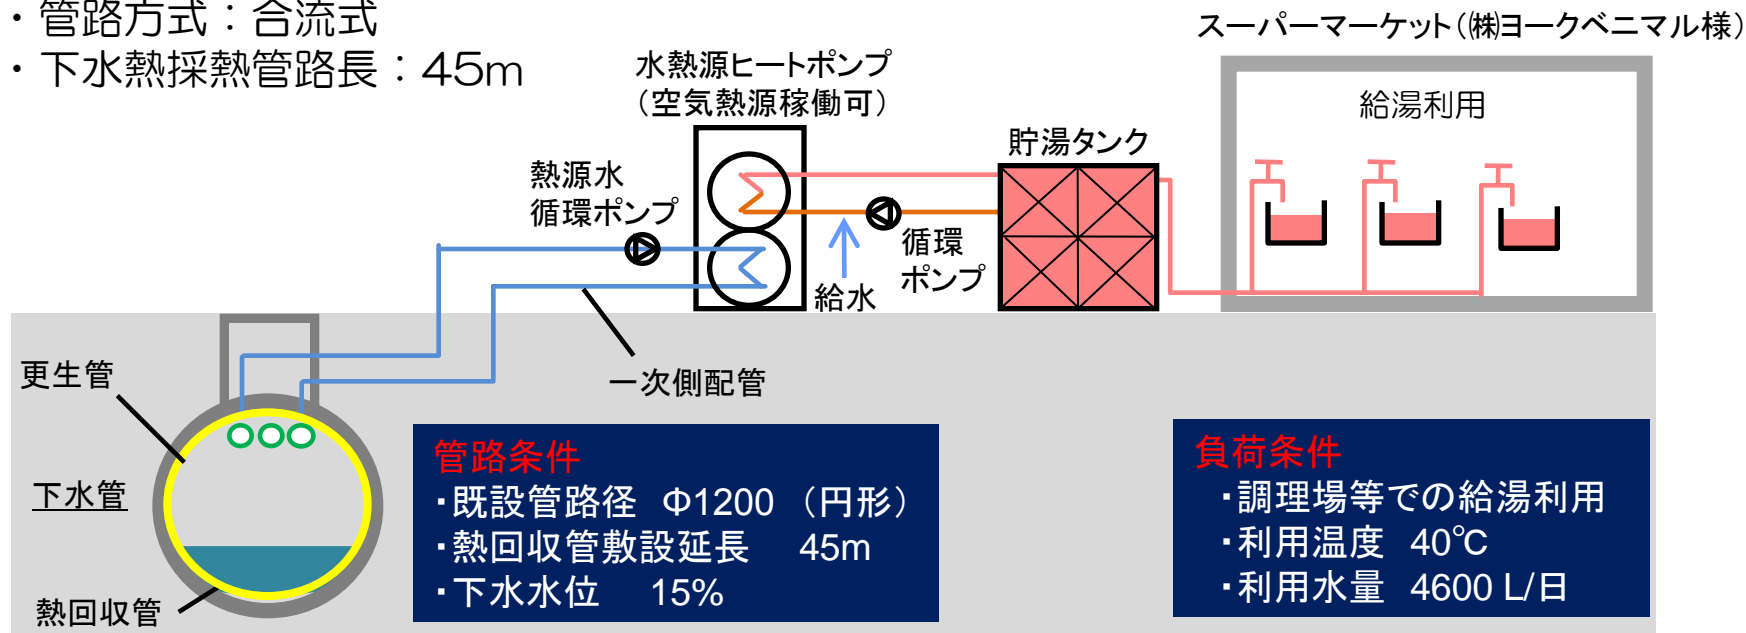 ・管路方式：合流式
・下水熱採熱管路長：45m
スーパーマーケット（㈱ヨークベニマル様）
水熱源ヒートポンプ
（空気熱源稼働可）
給湯利用
貯湯タンク
熱源水
循環ポンプ
循環
ポンプ
給水
更生管
一次側配管
下水管
熱回収管
管路条件
・既設管路径　Φ1200 （円形）
・熱回収管敷設延長　45m
・下水水位　15%
負荷条件
・調理場等での給湯利用
・利用温度　40℃
・利用水量　4600 L/日